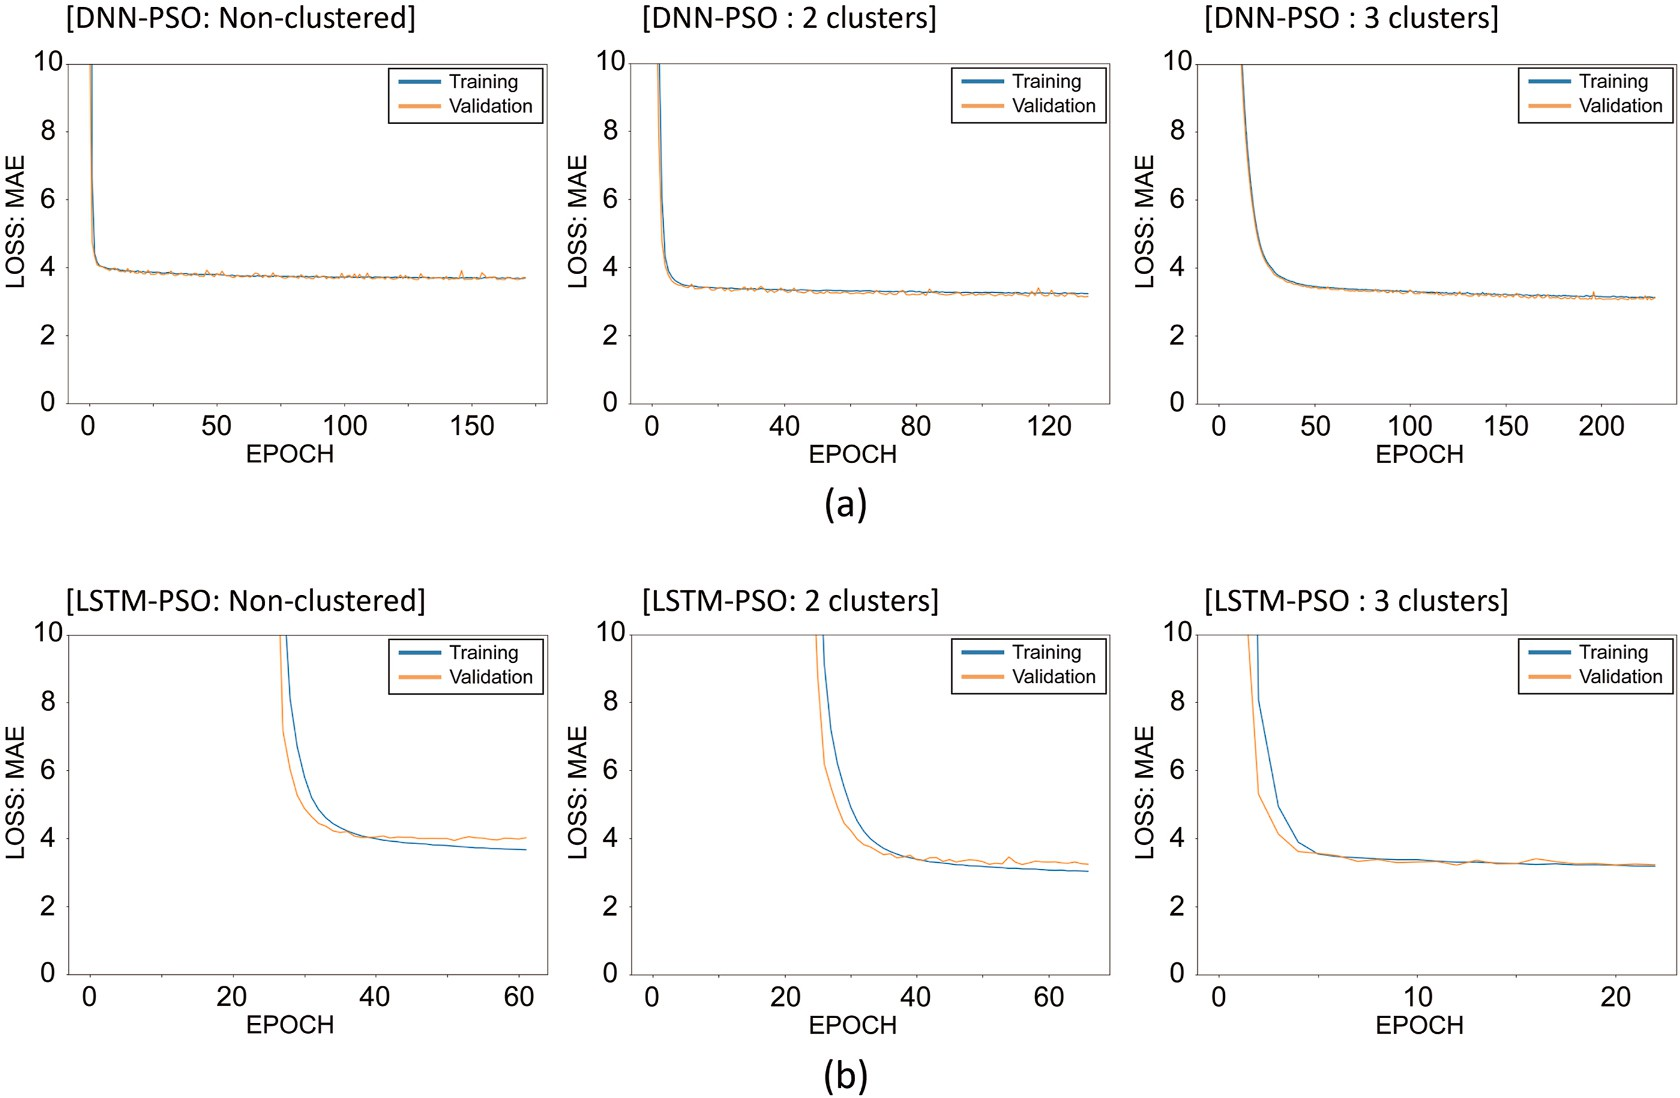 [DNN-PSO: Non-clustered]
10
8
6
4
2
0
LOSS: MAE
Training
Validation
0 50 100 150
EPOCH
[DNN-PSO : 2 clusters]
10
8
6
4
2
0
LOSS: MAE
Training
Validation
0 40 80 120
EPOCH
[DNN-PSO : 3 clusters]
10
8
6
4
2
0
LOSS: MAE
Training
Validation
0 50 100 150 200
EPOCH
(a)
[LSTM-PSO: Non-clustered]
10
8
6
4
2
0
LOSS: MAE
Training
Validation
0 20 40 60
EPOCH
[LSTM-PSO: 2 clusters]
10
8
6
4
2
0
LOSS: MAE
Training
Validation
0 20 40 60
EPOCH
[LSTM-PSO : 3 clusters]
10
8
6
4
2
0
LOSS: MAE
Training
Validation
0 10 20
EPOCH
(b)